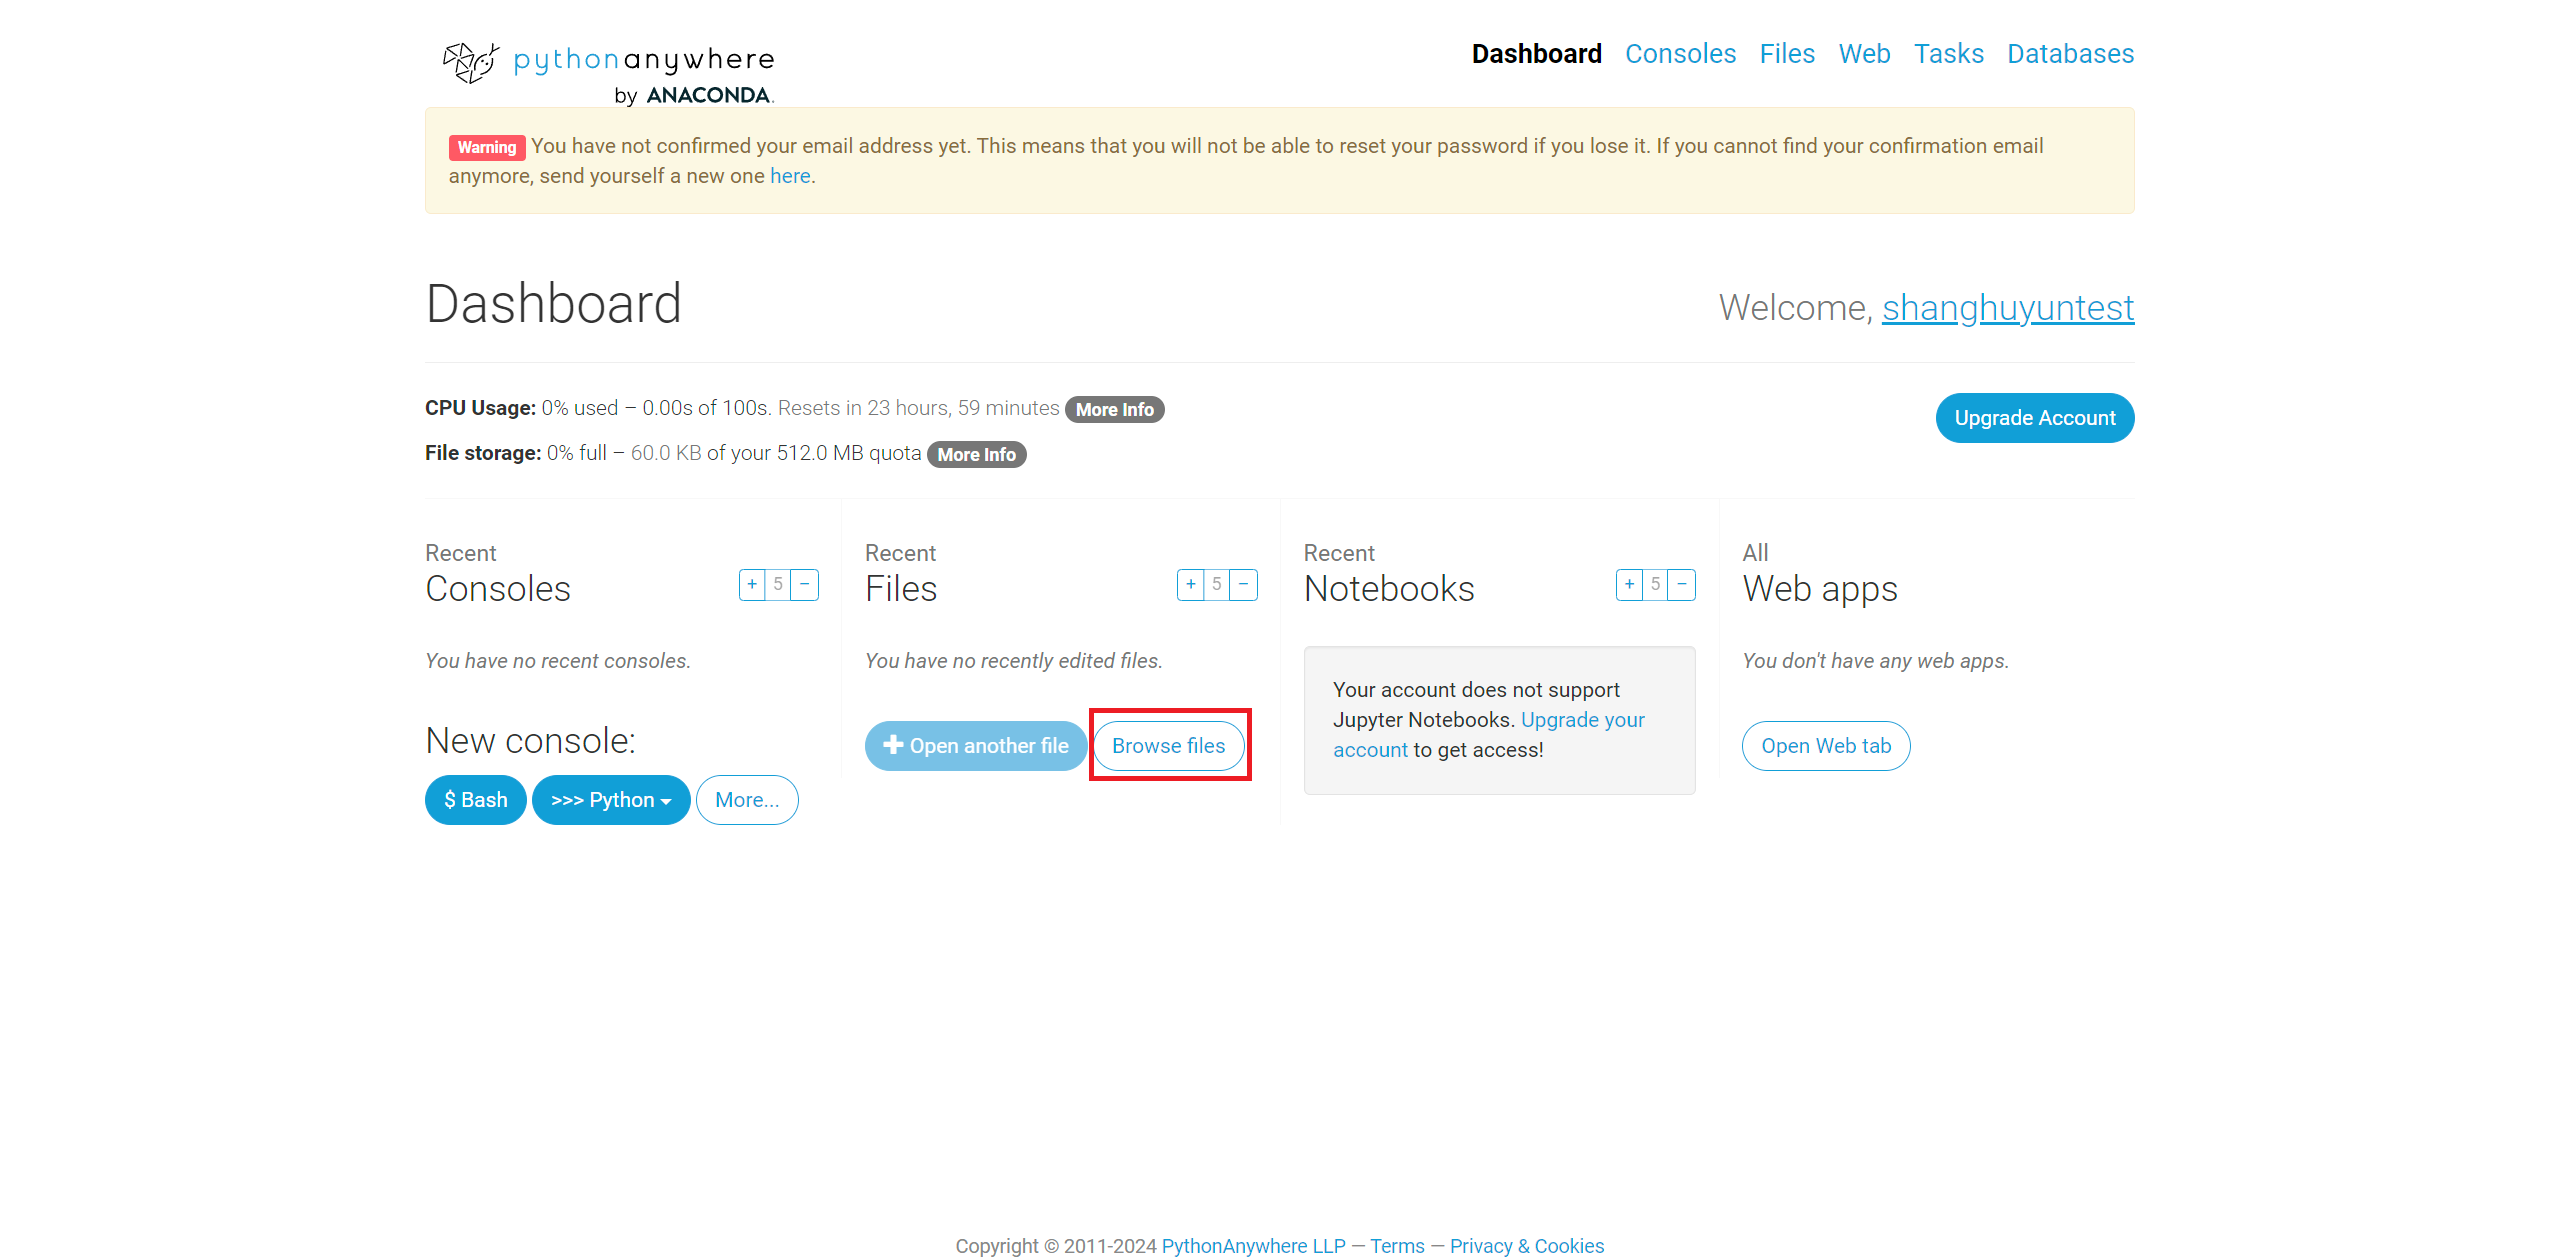 pythonanywhere
by ANACONDA.
Dashboard Consoles Files Web Tasks Databases
Warning You have not confirmed your email address yet. This means that you will not be able to reset your password if you lose it. If you cannot find your confirmation email
anymore, send yourself a new one here.
Dashboard
Welcome, shanghuyuntest
CPU Usage: 0% used – 0.00s of 100s. Resets in 23 hours, 59 minutes More Info
Upgrade Account
File storage: 0% full – 60.0 KB of your 512.0 MB quota More Info
Recent
Consoles
+ 5 −
You have no recent consoles.
New console:
$ Bash >>> Python More...
Recent
Files
+ 5 −
You have no recently edited files.
Open another file Browse files
Recent
Notebooks
+ 5 −
Your account does not support
Jupyter Notebooks. Upgrade your
account to get access!
All
Web apps
You don't have any web apps.
Open Web tab
Copyright © 2011-2024 PythonAnywhere LLP — Terms — Privacy & Cookies